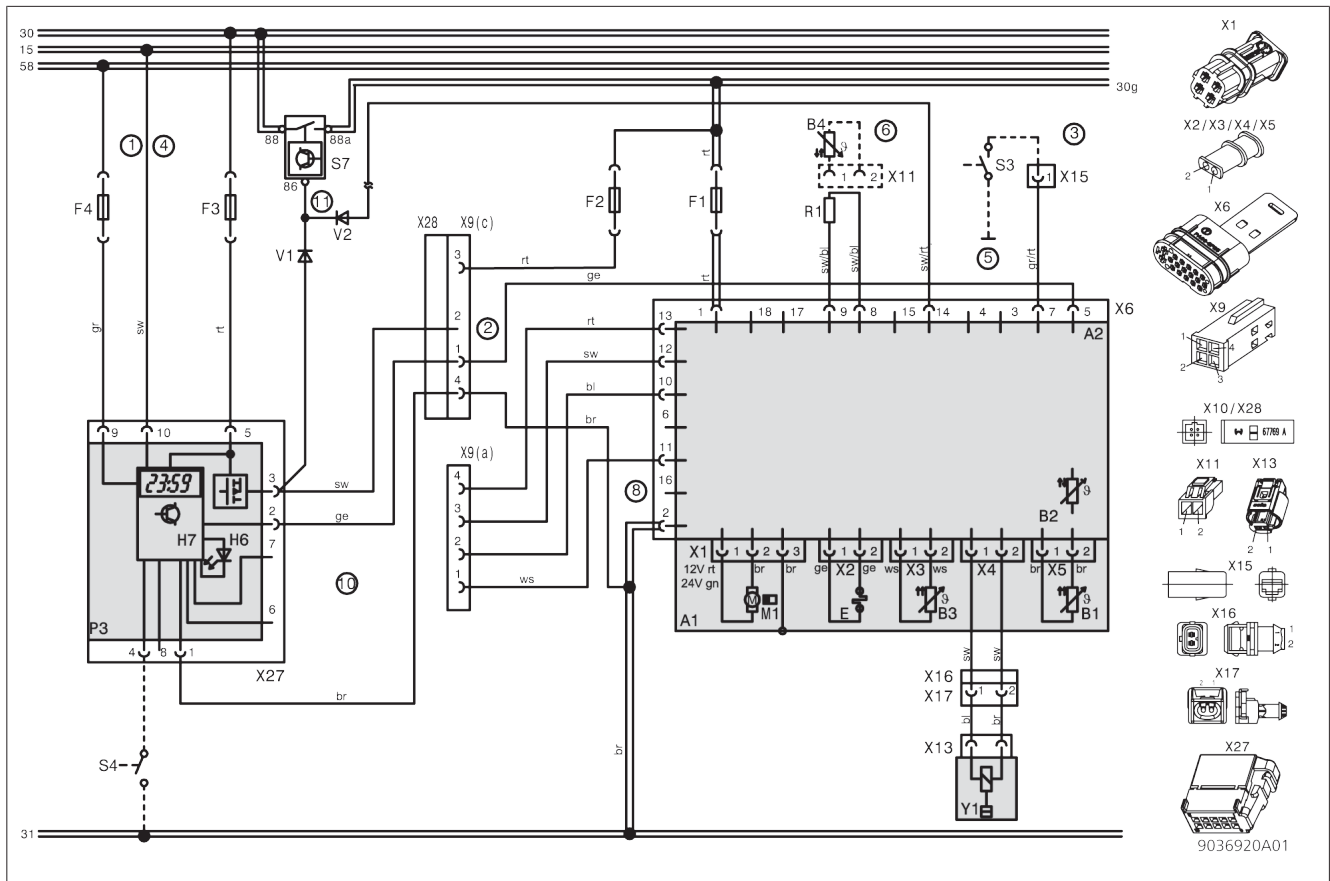 30
15
58
30g
88
88a
S7
86
1
4
11
V2
V1
F4
F3
F2
F1
rt
rt
gr
sw
rt
B4
ϑ
6
1
2
X11
R1
sw/bl
sw/bl
sw/rt
S3
3
1
X15
5
gr/rt
X28
X9(c)
3
rt
ge
2
2
1
4
br
X9(a)
4
3
2
1
rt
sw
bl
ws
13
12
10
6
11
16
2
8
1
18
17
9
8
15
14
4
3
7
5
X6
A2
B2
ϑ
9
10
5
23:59
H7
H6
3
2
7
6
sw
ge
10
P3
4
8
1
X27
br
S4
31
br
X1
1
2
3
12V rt
24V gn
br
br
M
M1
A1
ge
1
2
X2
ge
E
ws
1
2
X3
ws
ϑ
B3
1
2
X4
br
1
2
X5
br
ϑ
B1
sw
sw
X16
X17
1
2
bl
br
X13
Y1
X1
X2/X3/X4/X5
2
1
X6
X9
1
2
4
3
X10/X28
67769 A
X11
1 2
X13
2 1
X15
X16
1
2
X17
2 1
X27
9036920A01